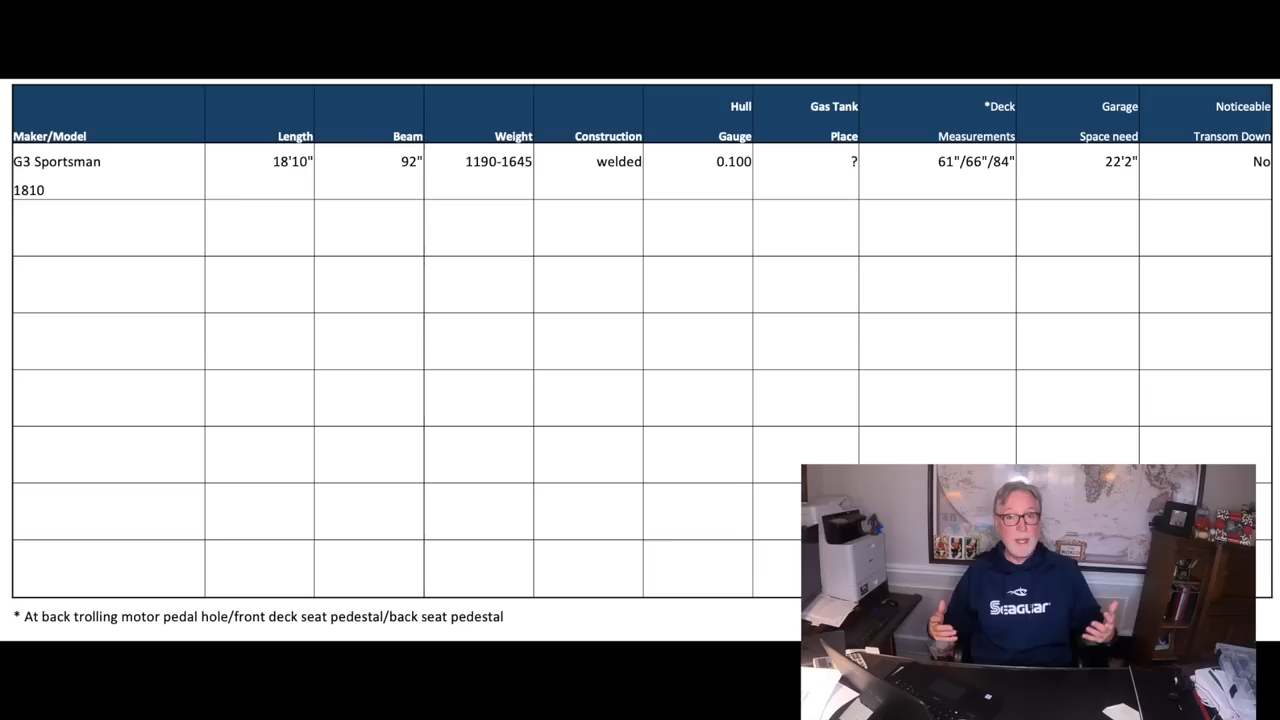 Maker/Model Length Beam Weight Construction Hull Gauge Gas Tank Place *Deck Measurements Garage Space need Noticeable Transom Down
G3 Sportsman 1810 18'10" 92" 1190-1645 welded 0.100 ? 61"/66"/84" 22'2" No
* At back trolling motor pedal hole/front deck seat pedestal/back seat pedestal
Seaguar
WORLD